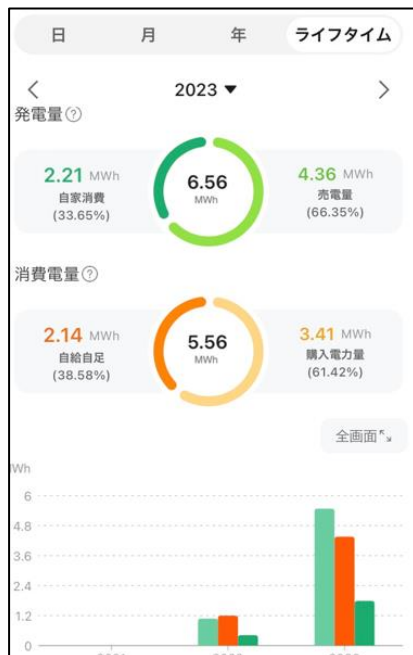 日 月 年 ライフタイム
< 2023 ▼ >
発電量?
2.21 MWh
自家消費
(33.65%)
6.56
MWh
4.36 MWh
売電量
(66.35%)
消費電量?
2.14 MWh
自給自足
(38.58%)
5.56
MWh
3.41 MWh
購入電力量
(61.42%)
全画面
Wh
6
4.8
3.6
2.4
1.2
0